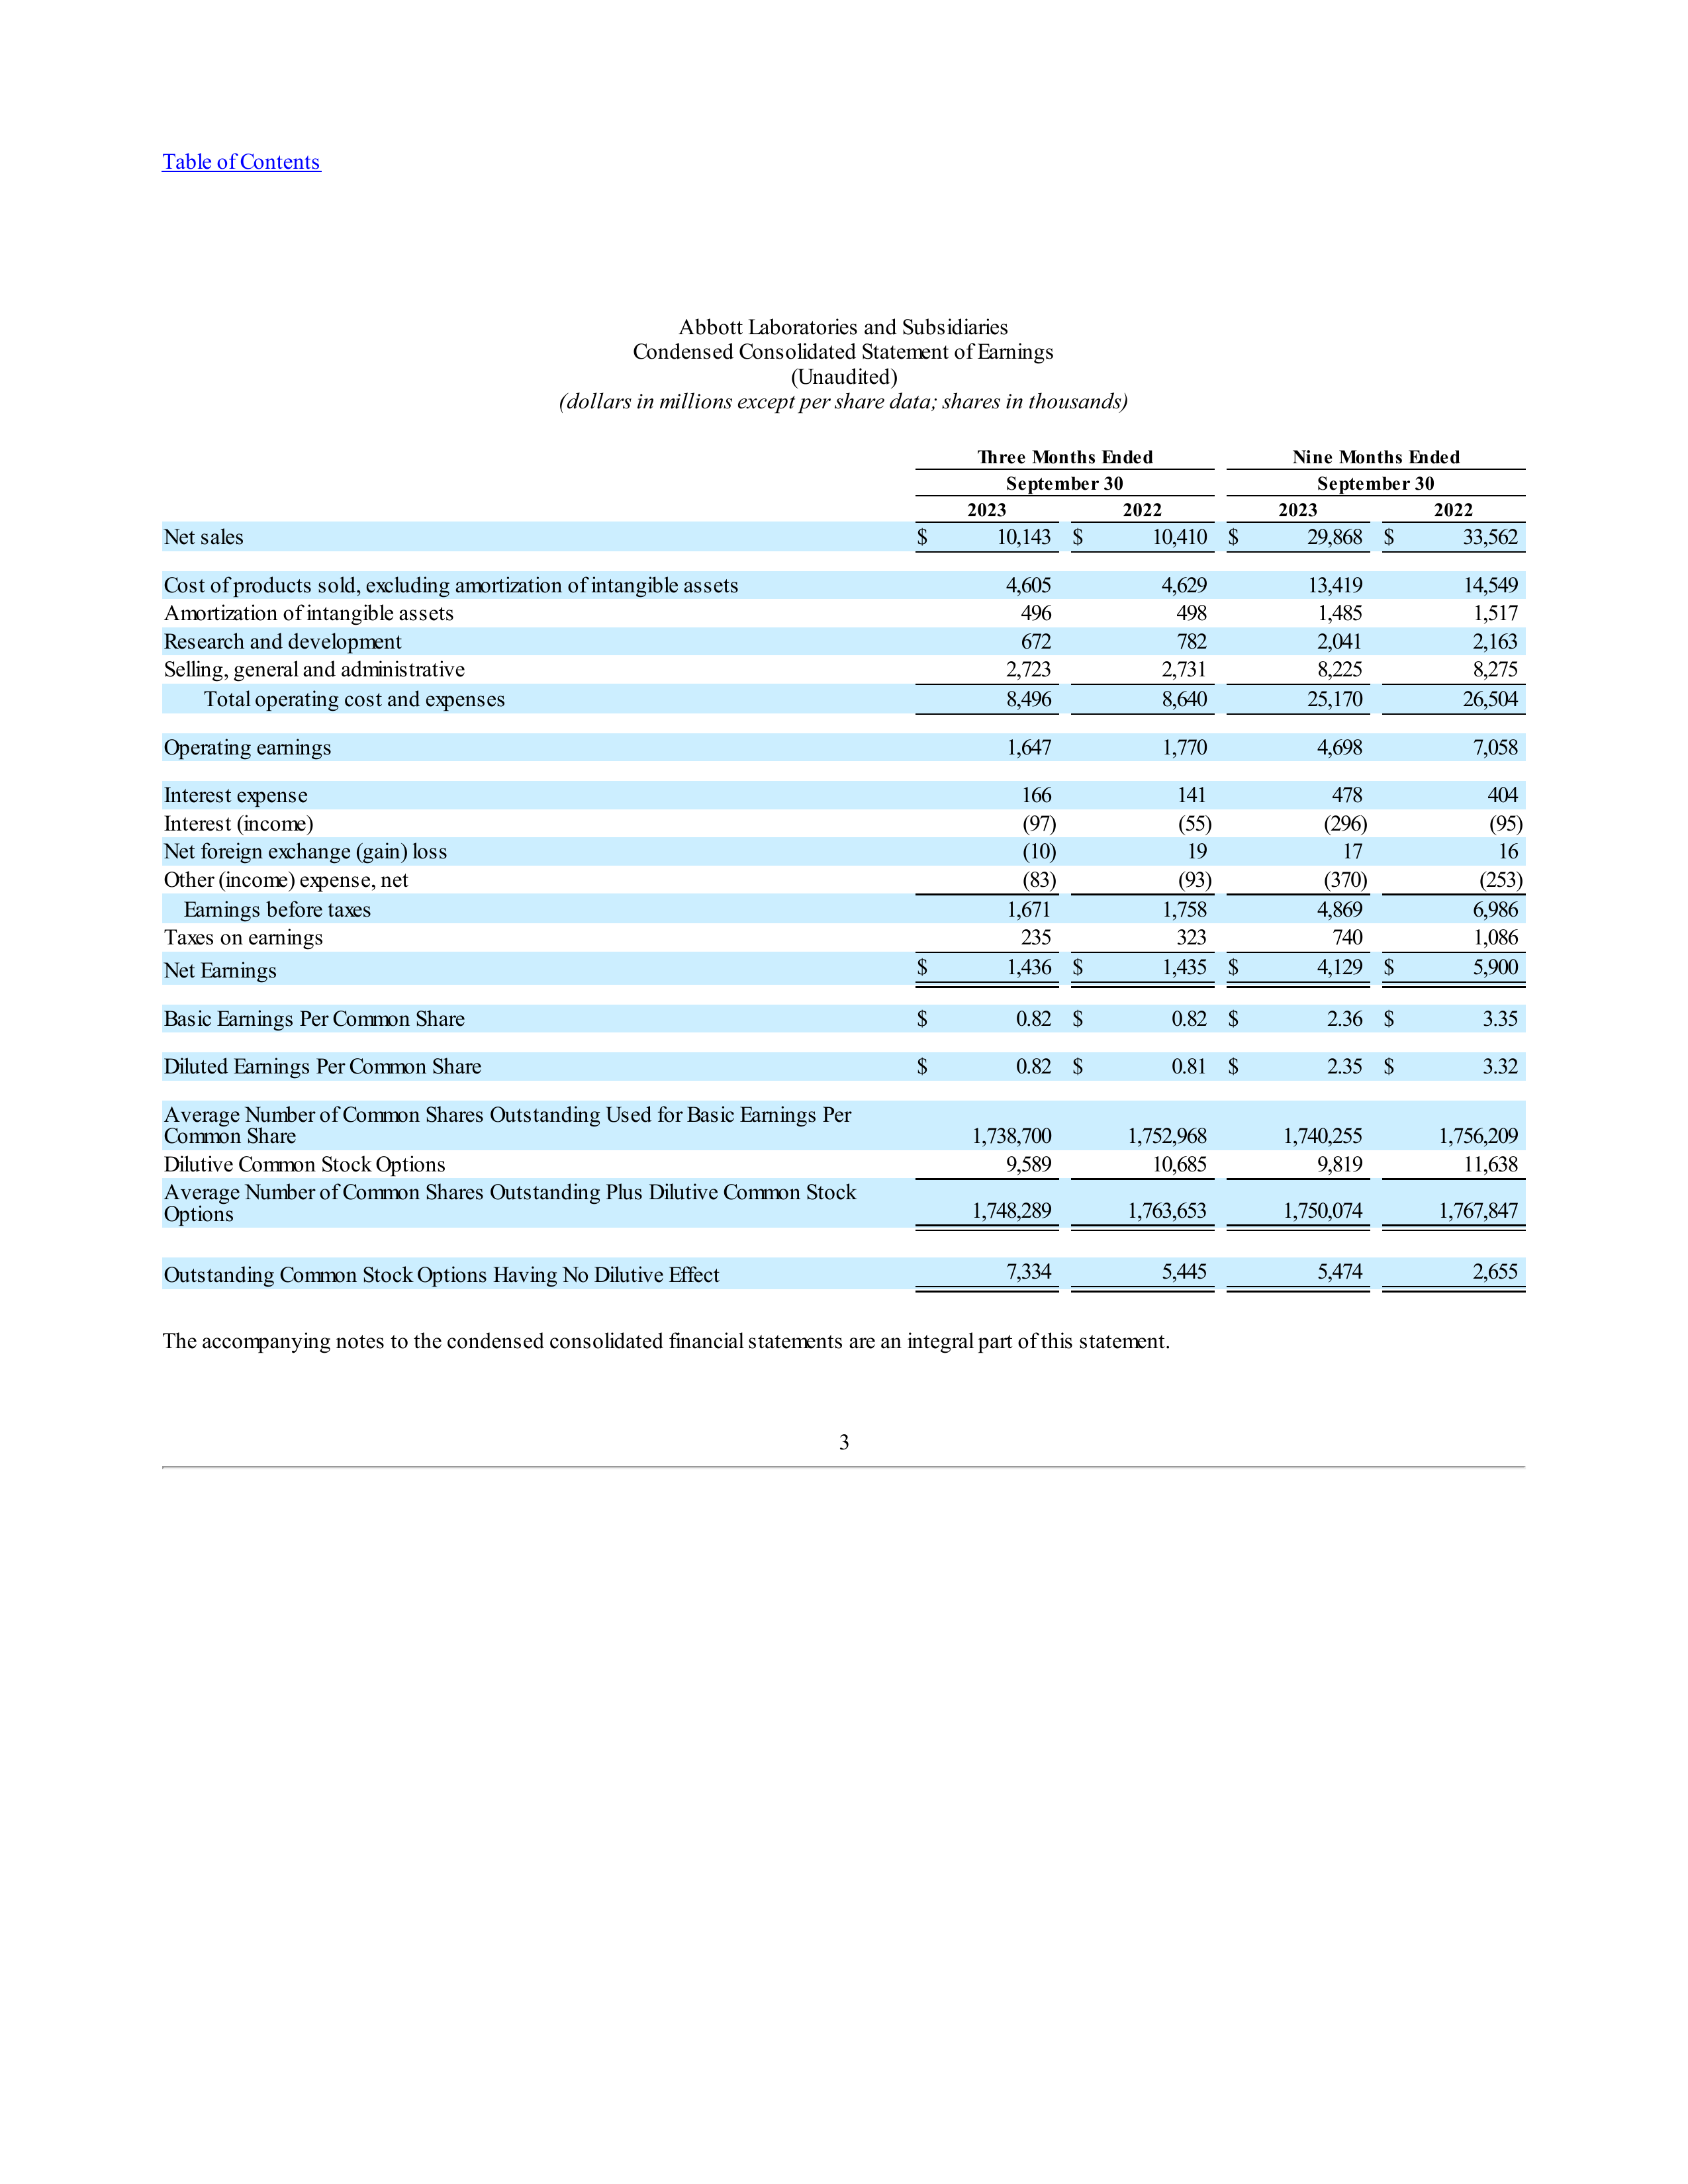 Table of Contents
Abbott Laboratories and Subsidiaries
Condensed Consolidated Statement of Earnings
(Unaudited)
(dollars in millions except per share data; shares in thousands)
Three Months Ended Nine Months Ended
September 30 September 30
2023 2022 2023 2022
Net sales $ 10,143 $ 10,410 $ 29,868 $ 33,562
Cost of products sold, excluding amortization of intangible assets 4,605 4,629 13,419 14,549
Amortization of intangible assets 496 498 1,485 1,517
Research and development 672 782 2,041 2,163
Selling, general and administrative 2,723 2,731 8,225 8,275
Total operating cost and expenses 8,496 8,640 25,170 26,504
Operating earnings 1,647 1,770 4,698 7,058
Interest expense 166 141 478 404
Interest (income) (97) (55) (296) (95)
Net foreign exchange (gain) loss (10) 19 17 16
Other (income) expense, net (83) (93) (370) (253)
Earnings before taxes 1,671 1,758 4,869 6,986
Taxes on earnings 235 323 740 1,086
Net Earnings $ 1,436 $ 1,435 $ 4,129 $ 5,900
Basic Earnings Per Common Share $ 0.82 $ 0.82 $ 2.36 $ 3.35
Diluted Earnings Per Common Share $ 0.82 $ 0.81 $ 2.35 $ 3.32
Average Number of Common Shares Outstanding Used for Basic Earnings Per
Common Share 1,738,700 1,752,968 1,740,255 1,756,209
Dilutive Common Stock Options 9,589 10,685 9,819 11,638
Average Number of Common Shares Outstanding Plus Dilutive Common Stock
Options 1,748,289 1,763,653 1,750,074 1,767,847
Outstanding Common Stock Options Having No Dilutive Effect 7,334 5,445 5,474 2,655
The accompanying notes to the condensed consolidated financial statements are an integral part of this statement.
3